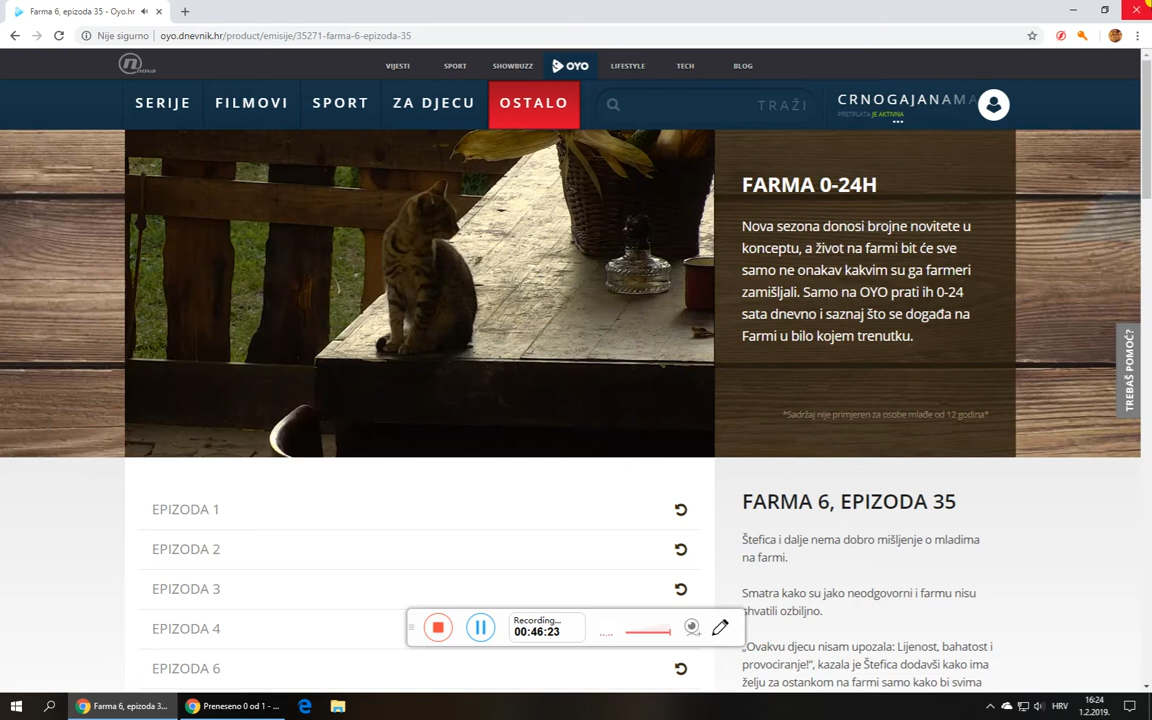 Farma 6, epizoda 35 - Oyo.hr
Nije sigurno | oyo.dnevnik.hr/product/emisije/35271-farma-6-epizoda-35
nova
VIJESTI SPORT SHOWBUZZ OYO LIFESTYLE TECH BLOG
SERIJE FILMOVI SPORT ZA DJECU OSTALO TRAŽI CRNOGAJANAMA
PRETPLATA JE AKTIVNA
FARMA 0-24H
Nova sezona donosi brojne novitete u
konceptu, a život na farmi bit će sve
samo ne onakav kakvim su ga farmeri
zamišljali. Samo na OYO prati ih 0-24
sata dnevno i saznaj što se događa na
Farmi u bilo kojem trenutku.
*Sadržaj nije primjeren za osobe mlađe od 12 godina*
TREBAŠ POMOĆ?
EPIZODA 1
EPIZODA 2
EPIZODA 3
EPIZODA 4
EPIZODA 6
FARMA 6, EPIZODA 35
Štefica i dalje nema dobro mišljenje o mladima
na farmi.
Smatra kako su jako neodgovorni i farmu nisu
shvatili ozbiljno.
„Ovakvu djecu nisam upozala: Lijenost, bahatost i
provociranje!“, kazala je Štefica dodavši kako ima
želju za ostankom na farmi samo kako bi svima
Recording...
00:46:23
Farma 6, epizoda 3...
Preneseno 0 od 1 - ...
HRV
16:24
1.2.2019.